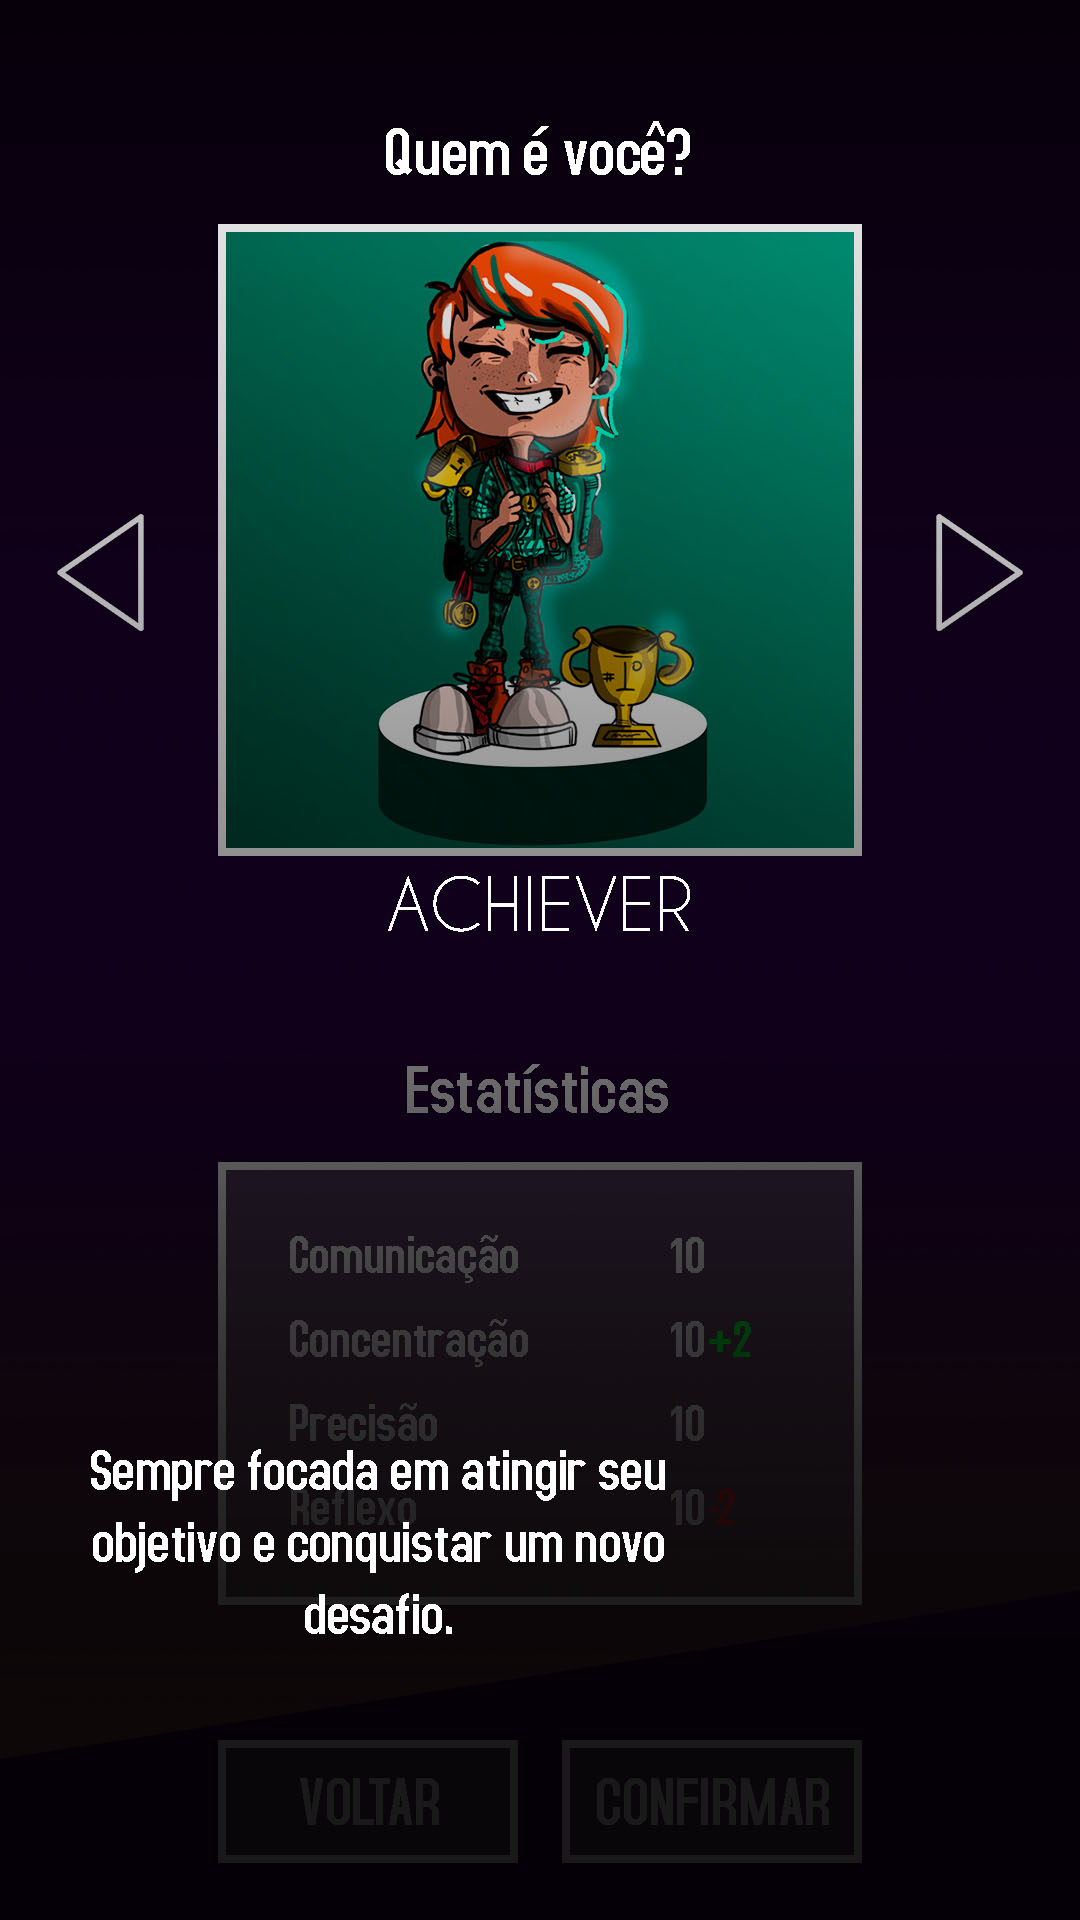 Quem é você?
ACHIEVER
Estatísticas
Comunicação 10
Concentração 10+2
Precisão 10
Reflexo 10-2
Sempre focada em atingir seu
objetivo e conquistar um novo
desafio.
VOLTAR
CONFIRMAR